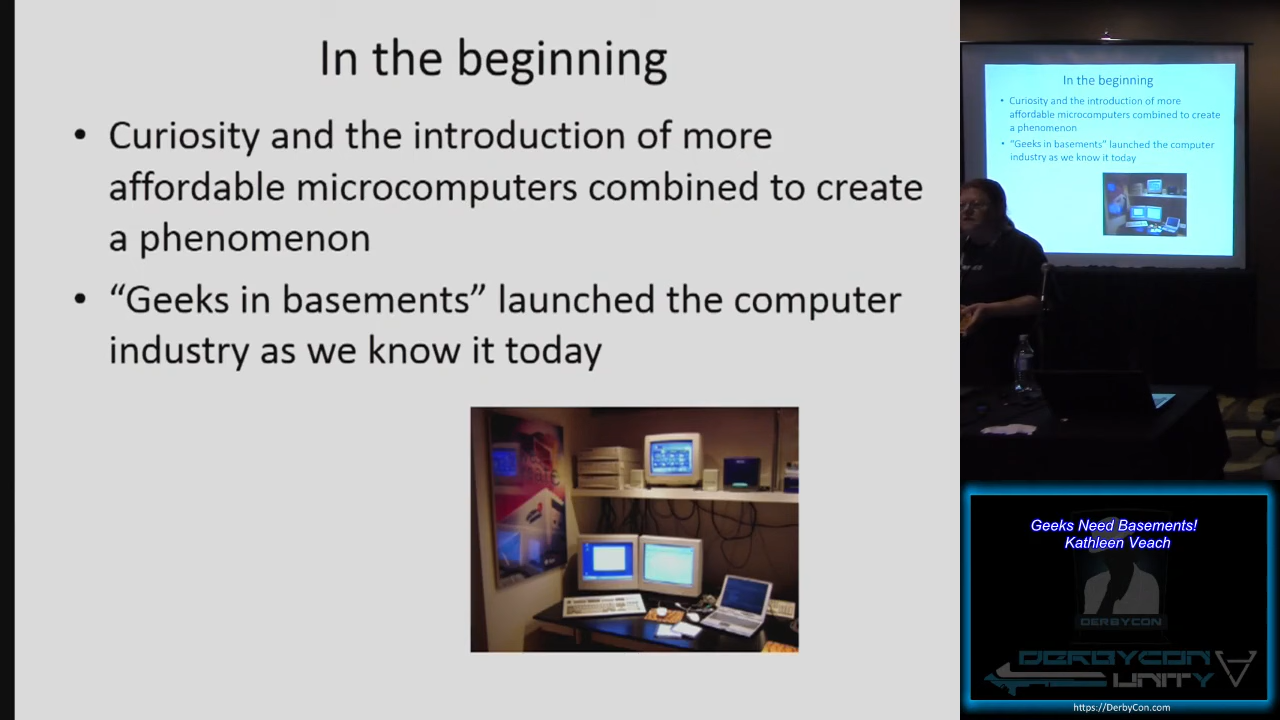 In the beginning
• Curiosity and the introduction of more
affordable microcomputers combined to create
a phenomenon
• “Geeks in basements” launched the computer
industry as we know it today
In the beginning
• Curiosity and the introduction of more
affordable microcomputers combined to create
a phenomenon
• “Geeks in basements” launched the computer
industry as we know it today
Geeks Need Basements!
Kathleen Veach
DERBYCON
DERBYCON
UNITY
https://DerbyCon.com